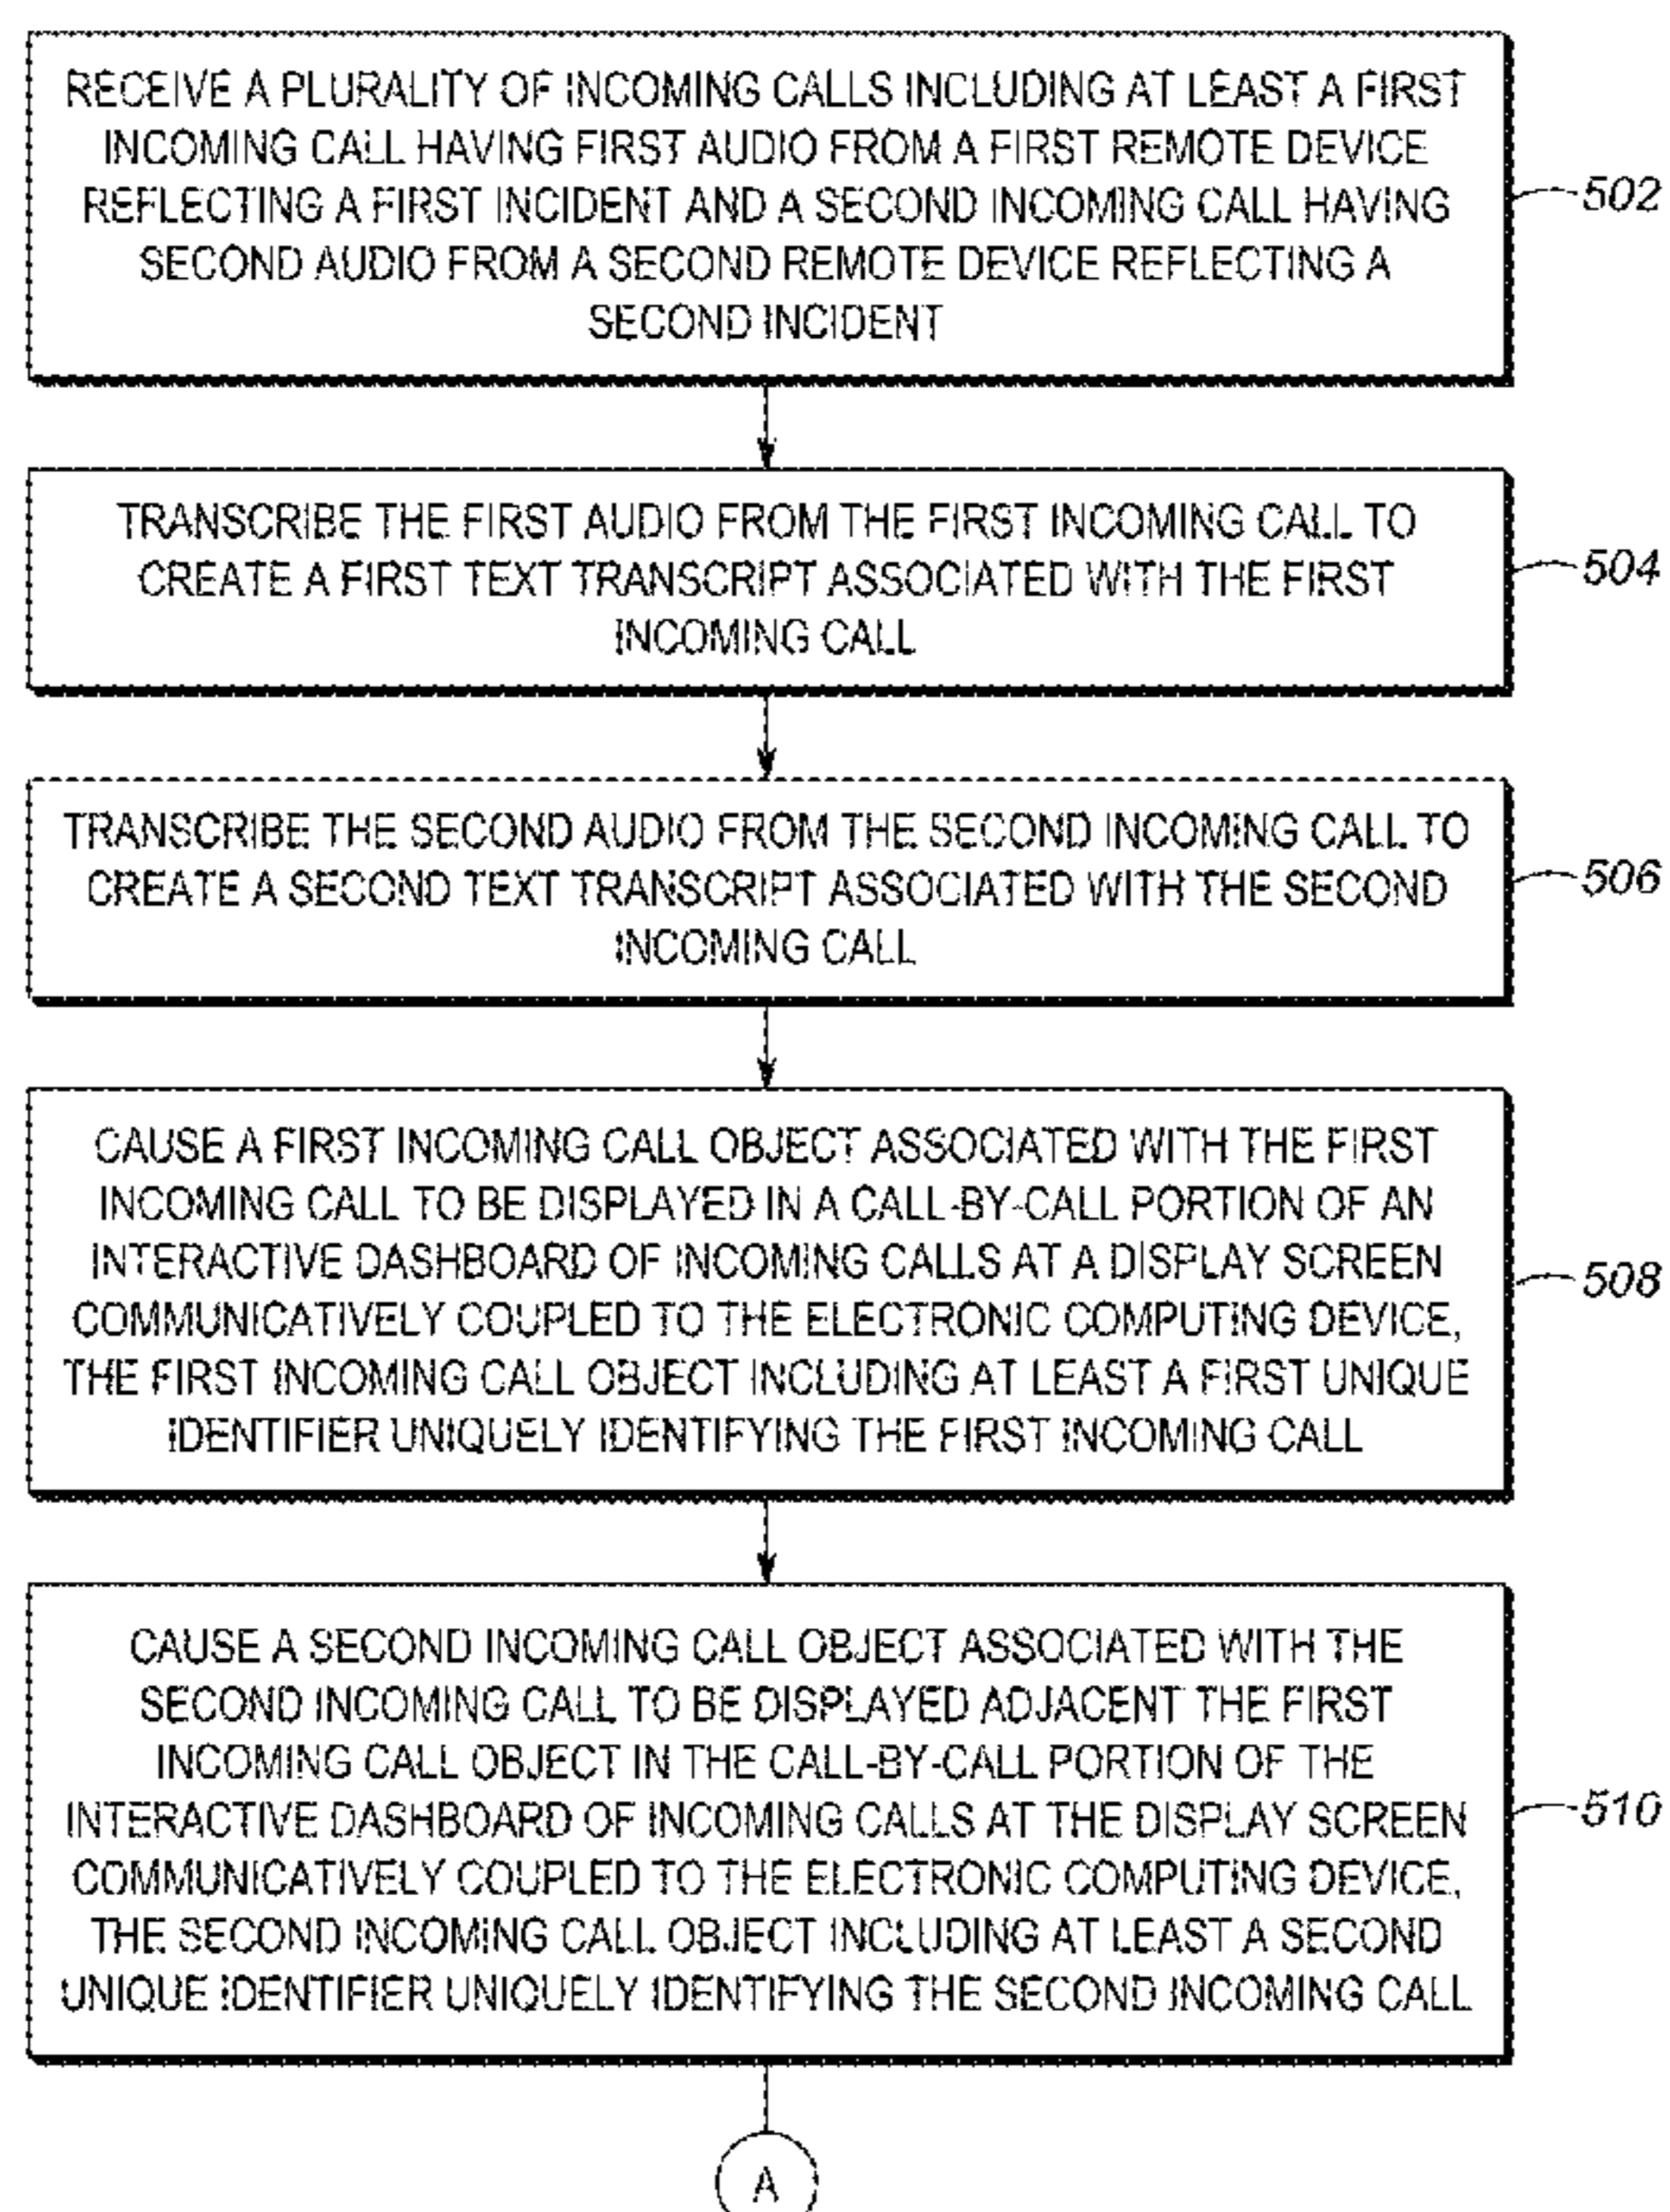 RECEIVE A PLURALITY OF INCOMING CALLS INCLUDING AT LEAST A FIRST
INCOMING CALL HAVING FIRST AUDIO FROM A FIRST REMOTE DEVICE
REFLECTING A FIRST INCIDENT AND A SECOND INCOMING CALL HAVING
SECOND AUDIO FROM A SECOND REMOTE DEVICE REFLECTING A
SECOND INCIDENT
502
TRANSCRIBE THE FIRST AUDIO FROM THE FIRST INCOMING CALL TO
CREATE A FIRST TEXT TRANSCRIPT ASSOCIATED WITH THE FIRST
INCOMING CALL
504
TRANSCRIBE THE SECOND AUDIO FROM THE SECOND INCOMING CALL TO
CREATE A SECOND TEXT TRANSCRIPT ASSOCIATED WITH THE SECOND
INCOMING CALL
506
CAUSE A FIRST INCOMING CALL OBJECT ASSOCIATED WITH THE FIRST
INCOMING CALL TO BE DISPLAYED IN A CALL-BY-CALL PORTION OF AN
INTERACTIVE DASHBOARD OF INCOMING CALLS AT A DISPLAY SCREEN
COMMUNICATIVELY COUPLED TO THE ELECTRONIC COMPUTING DEVICE,
THE FIRST INCOMING CALL OBJECT INCLUDING AT LEAST A FIRST UNIQUE
IDENTIFIER UNIQUELY IDENTIFYING THE FIRST INCOMING CALL
508
CAUSE A SECOND INCOMING CALL OBJECT ASSOCIATED WITH THE
SECOND INCOMING CALL TO BE DISPLAYED ADJACENT THE FIRST
INCOMING CALL OBJECT IN THE CALL-BY-CALL PORTION OF THE
INTERACTIVE DASHBOARD OF INCOMING CALLS AT THE DISPLAY SCREEN
COMMUNICATIVELY COUPLED TO THE ELECTRONIC COMPUTING DEVICE,
THE SECOND INCOMING CALL OBJECT INCLUDING AT LEAST A SECOND
UNIQUE IDENTIFIER UNIQUELY IDENTIFYING THE SECOND INCOMING CALL
510
A